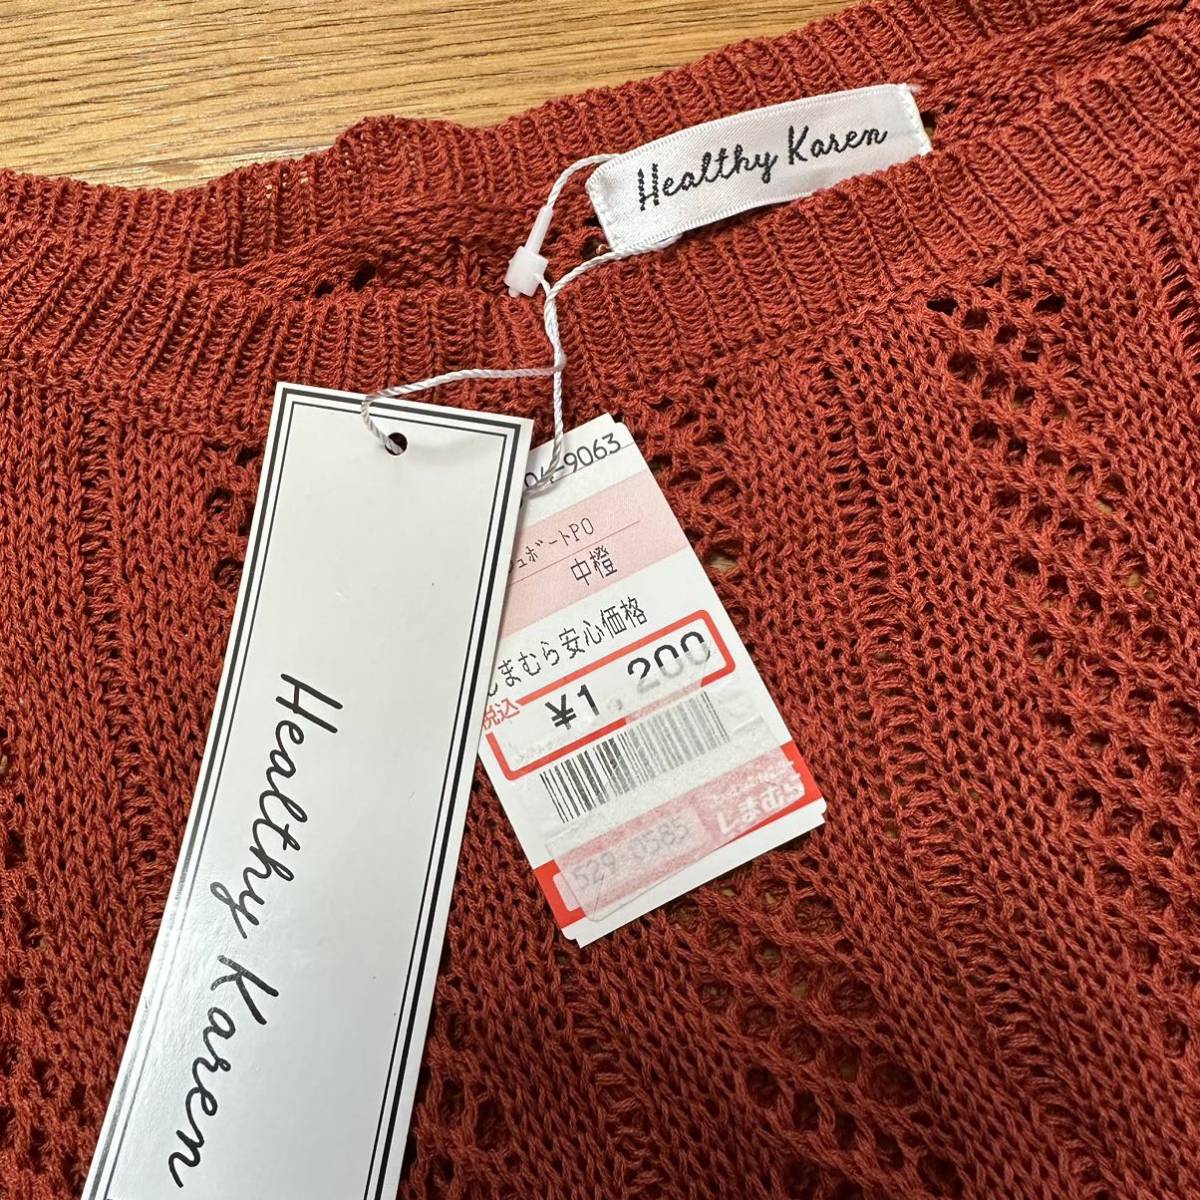 Healthy Karen
04-9063
ュボートPO
中橙
しまむら安心価格
税込
¥1,200
529-0585
しまむら
Healthy Karen